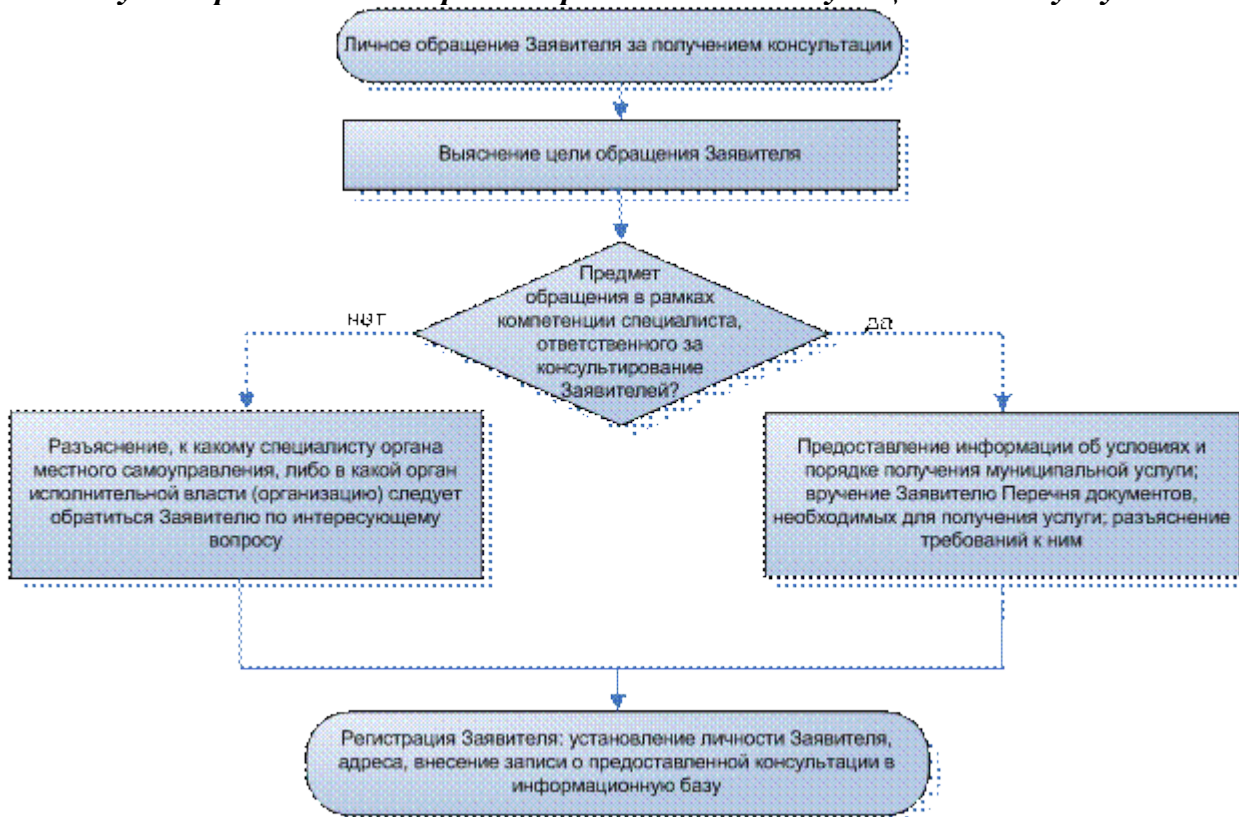 Личное обращение Заявителя за получением консультации
Выяснение цели обращения Заявителя
Предмет
обращения в рамках
компетенции специалиста,
ответственного за
консультирование
Заявителей?
нет
да
Разъяснение, к какому специалисту органа
местного самоуправления, либо в какой орган
исполнительной власти (организацию) следует
обратиться Заявителю по интересующему
вопросу
Предоставление информации об условиях и
порядке получения муниципальной услуги;
вручение Заявителю Перечня документов,
необходимых для получения услуги; разъяснение
требований к ним
Регистрация Заявителя: установление личности Заявителя,
адреса, внесение записи о предоставленной консультации в
информационную базу